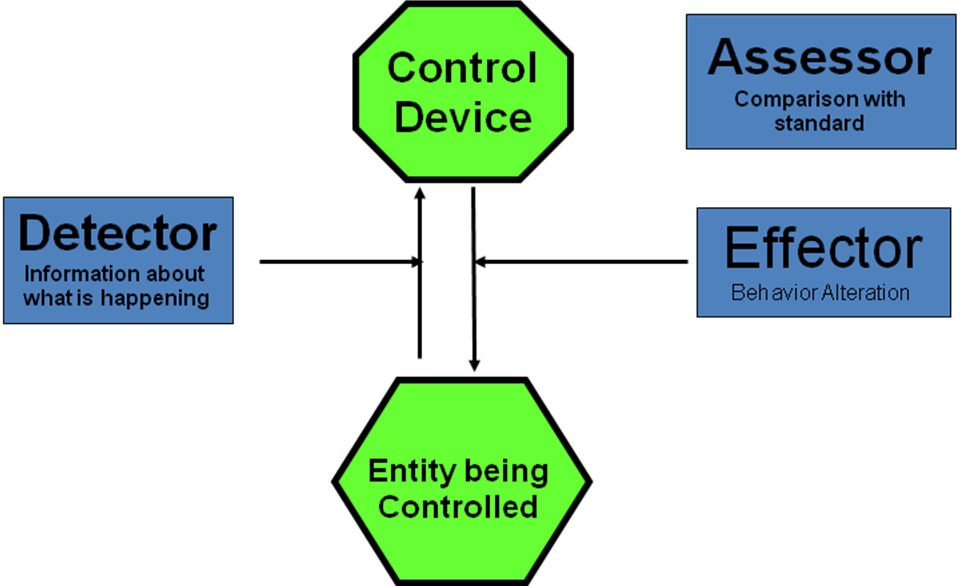 Control
Device
Assessor
Comparison with
standard
Detector
Information about
what is happening
Effector
Behavior Alteration
Entity being
Controlled